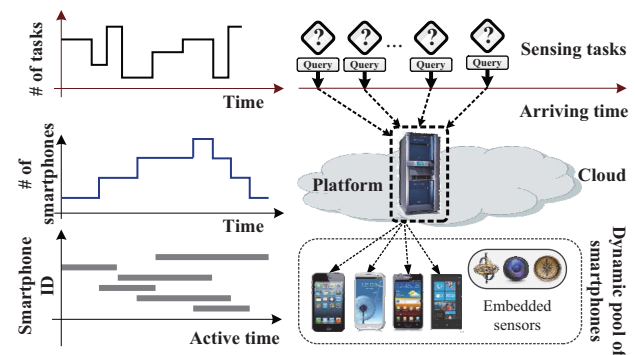 # of tasks
Time
? ? ... ? ?
Query Query Query Query
Sensing tasks
Arriving time
# of
smartphones
Time
Platform
Cloud
Smartphone
ID
Active time
Embedded
sensors
Dynamic pool of
smartphones